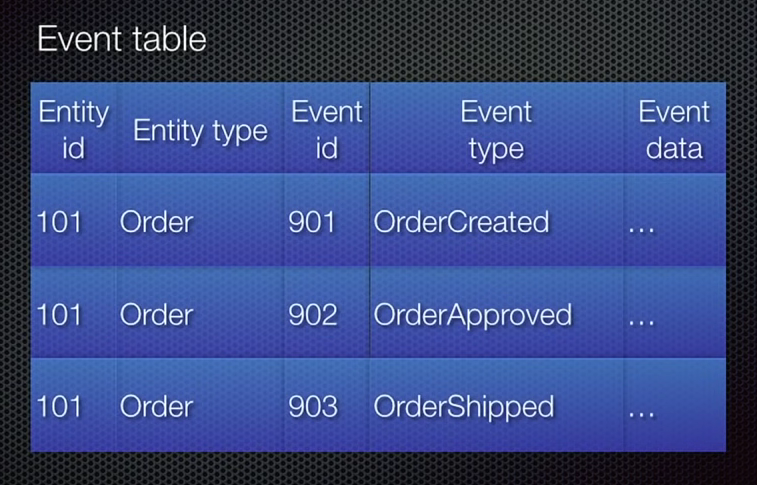 Event table
Entity id Entity type Event id Event type Event data
101 Order 901 OrderCreated ...
101 Order 902 OrderApproved ...
101 Order 903 OrderShipped ...